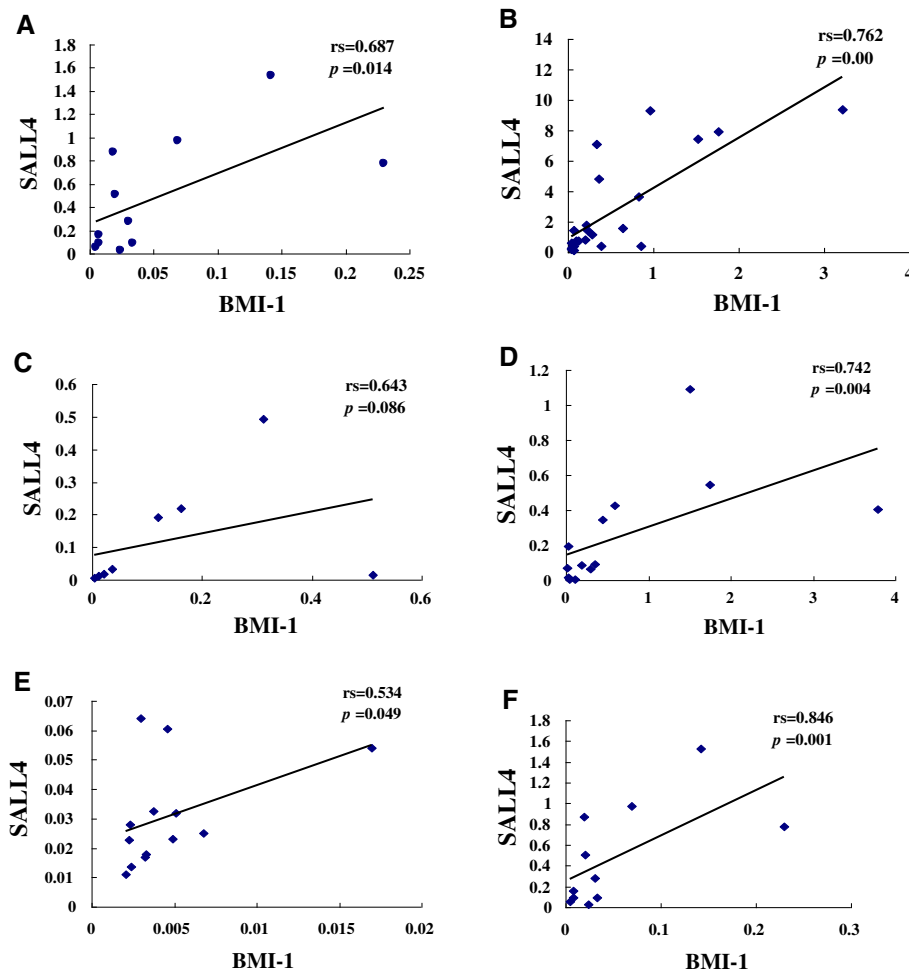 A
rs=0.687
p =0.014
SALL4
1.8
1.6
1.4
1.2
1
0.8
0.6
0.4
0.2
0
0 0.05 0.1 0.15 0.2 0.25
BMI-1
B
rs=0.762
p =0.00
SALL4
14
12
10
8
6
4
2
0
0 1 2 3 4
BMI-1
C
rs=0.643
p =0.086
SALL4
0.6
0.5
0.4
0.3
0.2
0.1
0
0 0.2 0.4 0.6
BMI-1
D
rs=0.742
p =0.004
SALL4
1.2
1
0.8
0.6
0.4
0.2
0
0 1 2 3 4
BMI-1
E
rs=0.534
p =0.049
SALL4
0.07
0.06
0.05
0.04
0.03
0.02
0.01
0
0 0.005 0.01 0.015 0.02
BMI-1
F
rs=0.846
p =0.001
SALL4
1.8
1.6
1.4
1.2
1
0.8
0.6
0.4
0.2
0
0 0.1 0.2 0.3
BMI-1